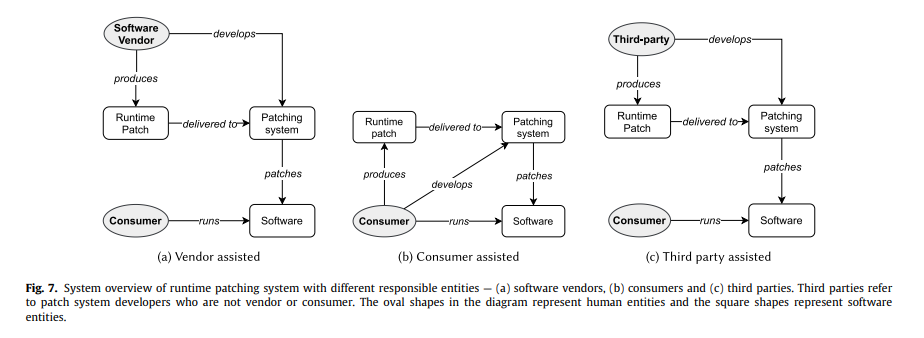 Software
Vendor
develops
produces
Runtime
Patch
delivered to
Patching
system
patches
Consumer
runs
Software
(a) Vendor assisted
Runtime
patch
delivered to
Patching
system
produces
develops
patches
Consumer
runs
Software
(b) Consumer assisted
Third-party
develops
produces
Runtime
Patch
delivered to
Patching
system
patches
Consumer
runs
Software
(c) Third party assisted
Fig. 7. System overview of runtime patching system with different responsible entities — (a) software vendors, (b) consumers and (c) third parties. Third parties refer
to patch system developers who are not vendor or consumer. The oval shapes in the diagram represent human entities and the square shapes represent software
entities.